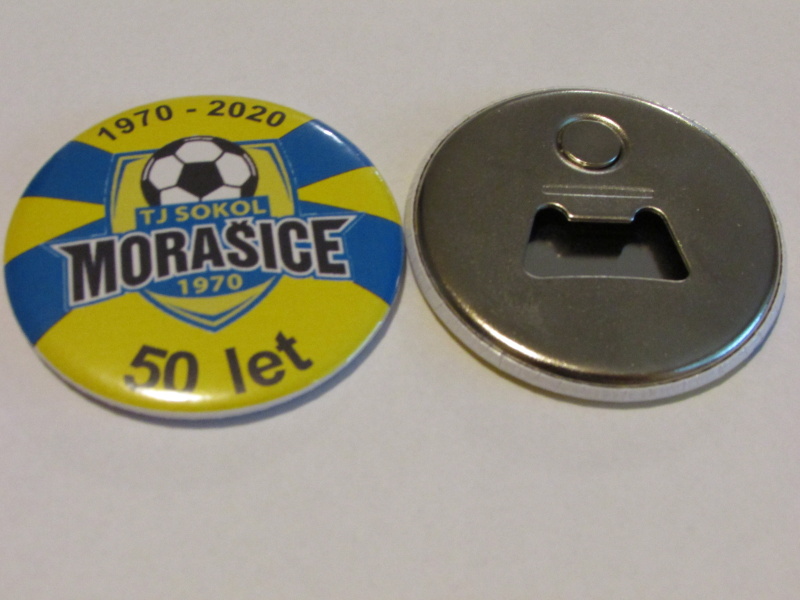 1970 - 2020
TJ SOKOL
MORAŠICE
1970
50 let